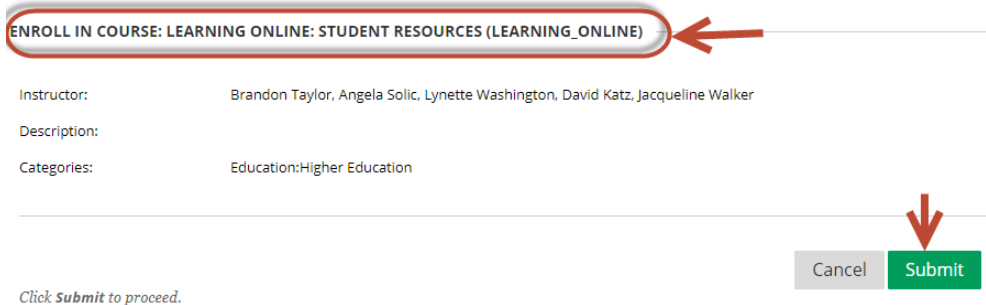 ENROLL IN COURSE: LEARNING ONLINE: STUDENT RESOURCES (LEARNING_ONLINE)
Instructor: Brandon Taylor, Angela Solic, Lynette Washington, David Katz, Jacqueline Walker
Description:
Categories: Education:Higher Education
Cancel Submit
Click Submit to proceed.